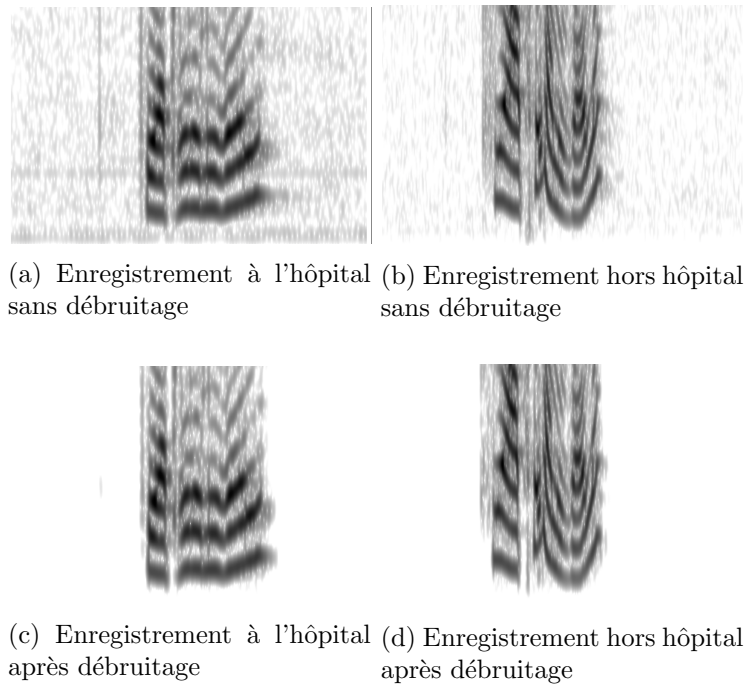 (a) Enregistrement à l'hôpital
sans débruitage
(b) Enregistrement hors hôpital
sans débruitage
(c) Enregistrement à l'hôpital
après débruitage
(d) Enregistrement hors hôpital
après débruitage